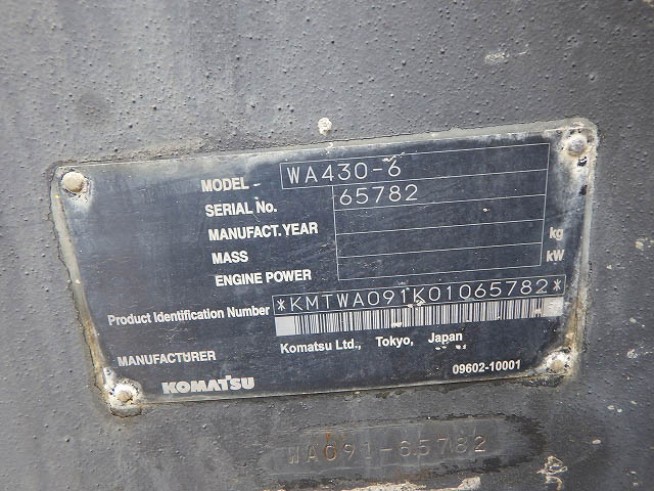 MODEL WA430-6
SERIAL No. 65782
MANUFACT. YEAR
MASS kg
ENGINE POWER kW
Product Identification Number *KMTWA091K01065782*
MANUFACTURER Komatsu Ltd., Tokyo, Japan
KOMATSU 09602-10001
WA091-65782